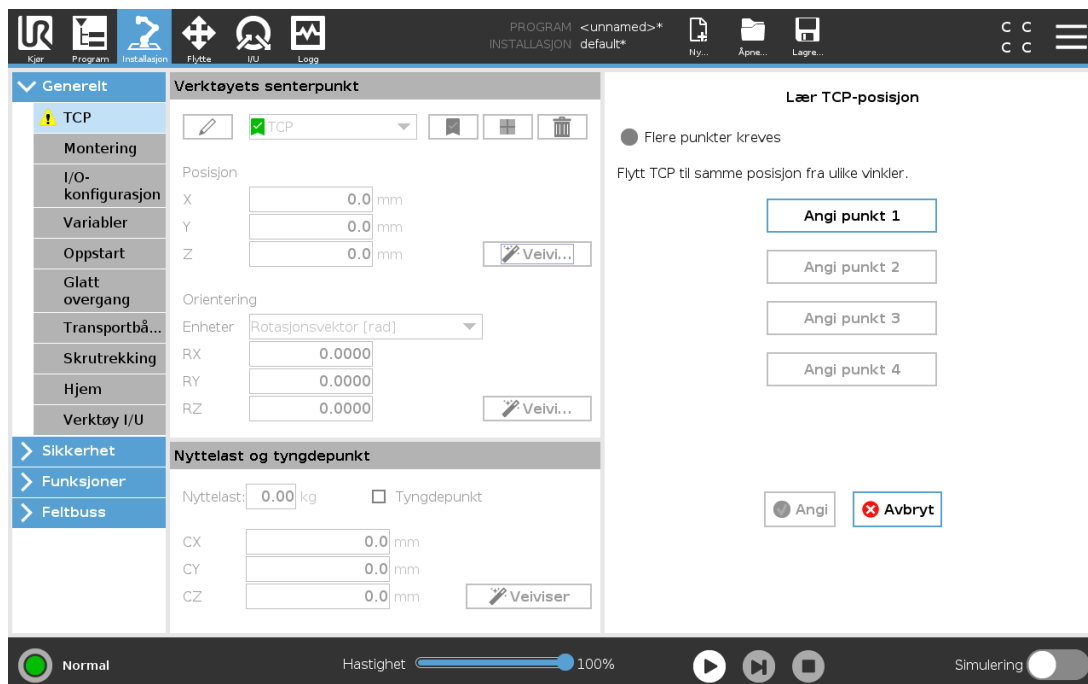 PROGRAM <unnamed>*
INSTALLASJON default*
Kjør Program Installasjon Flytte I/U Logg Ny... Åpne... Lagre...
C C
C C
Generelt
TCP
Montering
I/O-
konfigurasjon
Variabler
Oppstart
Glatt
overgang
Transportbå...
Skrutrekking
Hjem
Verktøy I/U
Sikkerhet
Funksjoner
Feltbuss
Verktøyets senterpunkt
TCP
Posisjon
X 0.0 mm
Y 0.0 mm
Z 0.0 mm Veivi...
Orientering
Enheter Rotasjonsvektor [rad]
RX 0.0000
RY 0.0000
RZ 0.0000 Veivi...
Nyttelast og tyngdepunkt
Nyttelast: 0.00 kg Tyngdepunkt
CX 0.0 mm
CY 0.0 mm
CZ 0.0 mm Veiviser
Lær TCP-posisjon
Flere punkter kreves
Flytt TCP til samme posisjon fra ulike vinkler.
Angi punkt 1
Angi punkt 2
Angi punkt 3
Angi punkt 4
Angi Avbryt
Normal Hastighet 100% Simulering